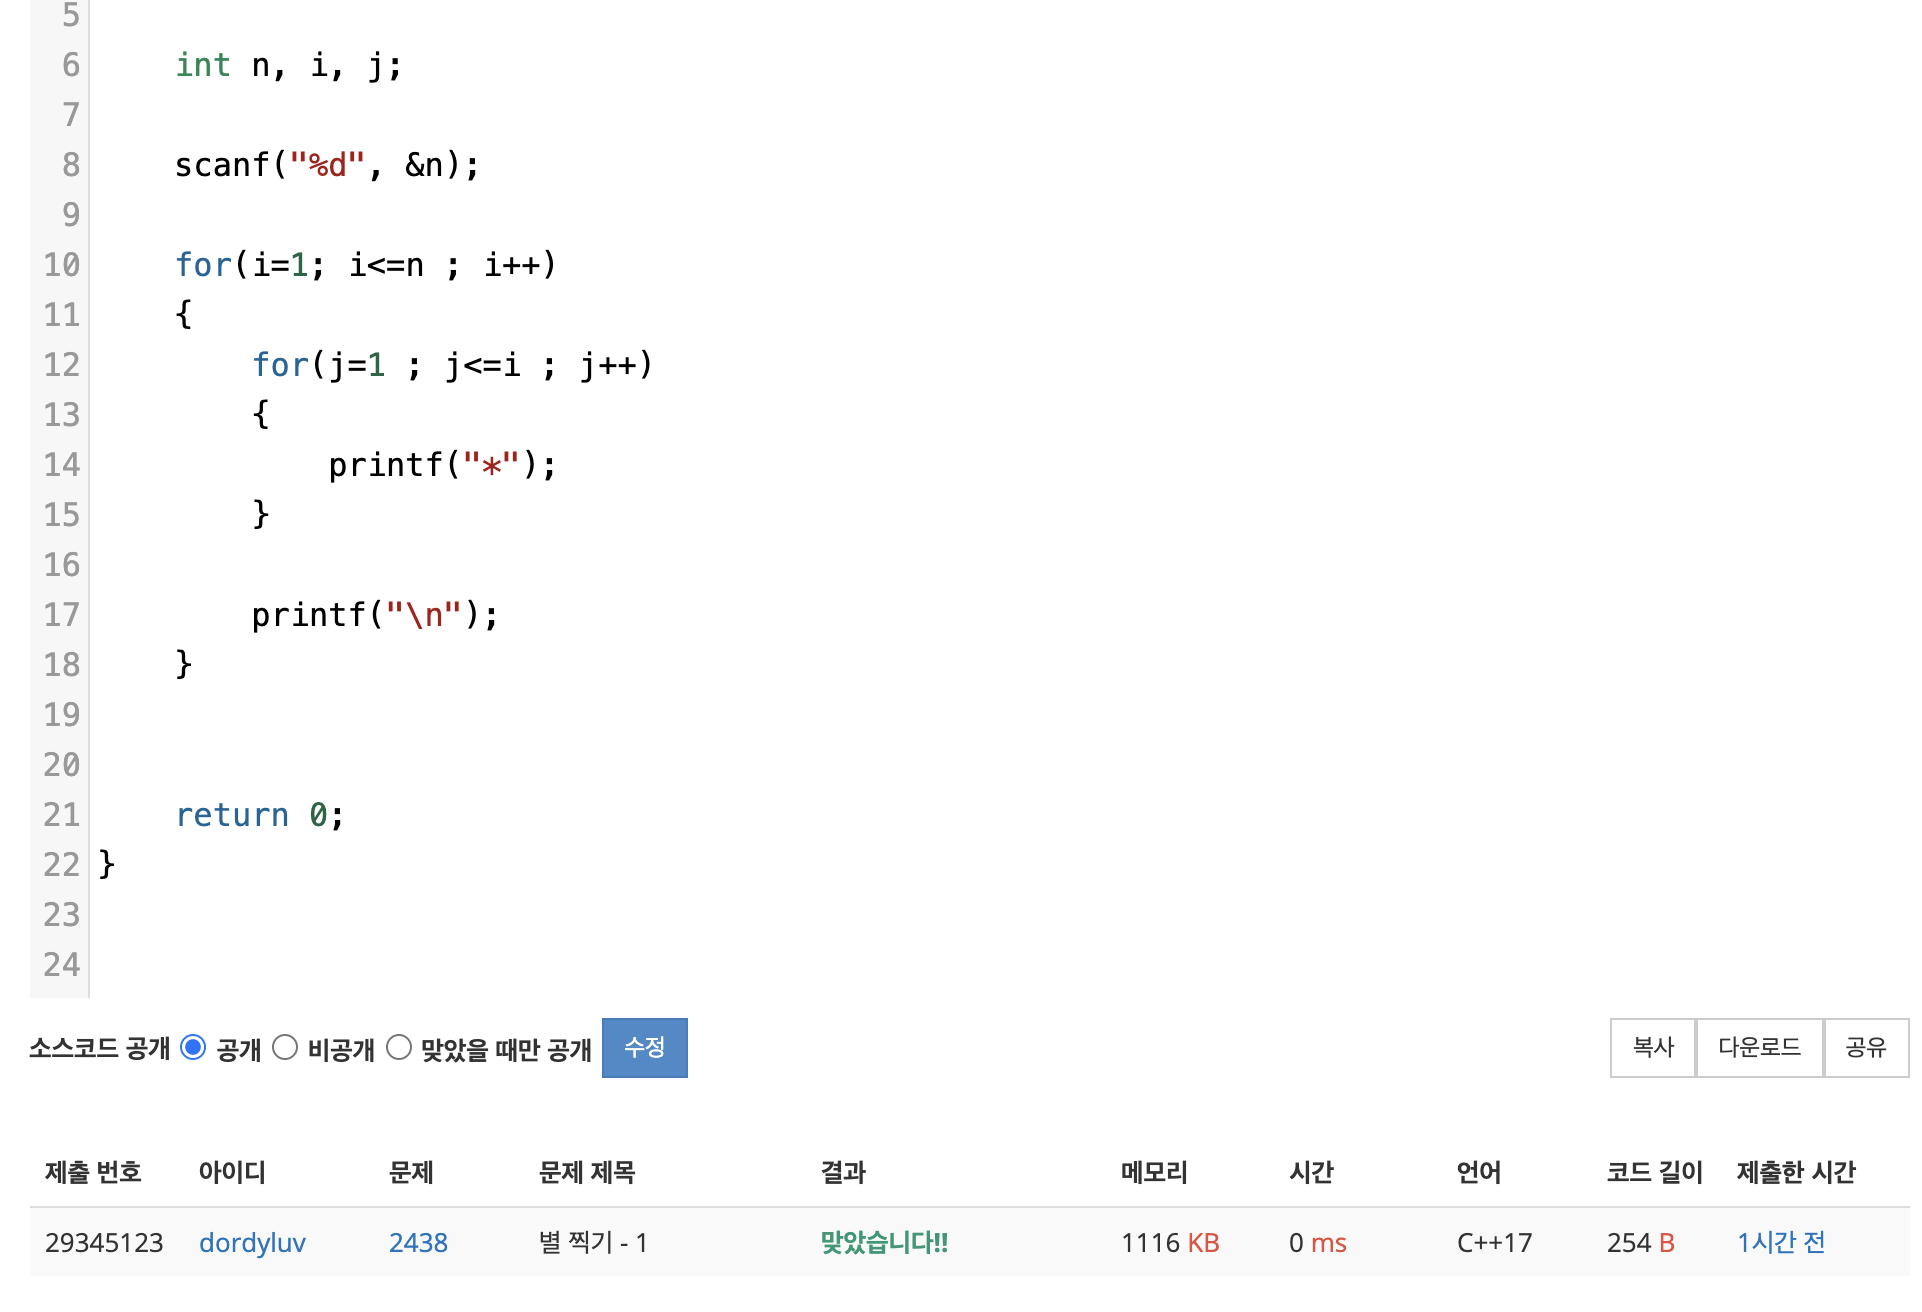 5
6 int n, i, j;
7
8 scanf("%d", &n);
9
10 for(i=1; i<=n ; i++)
11 {
12 for(j=1 ; j<=i ; j++)
13 {
14 printf("*");
15 }
16
17 printf("\n");
18 }
19
20
21 return 0;
22 }
23
24
소스코드 공개 공개 비공개 맞았을 때만 공개 수정 복사 다운로드 공유
제출 번호 아이디 문제 문제 제목 결과 메모리 시간 언어 코드 길이 제출한 시간
29345123 dordyluv 2438 별 찍기 - 1 맞았습니다!! 1116 KB 0 ms C++17 254 B 1시간 전